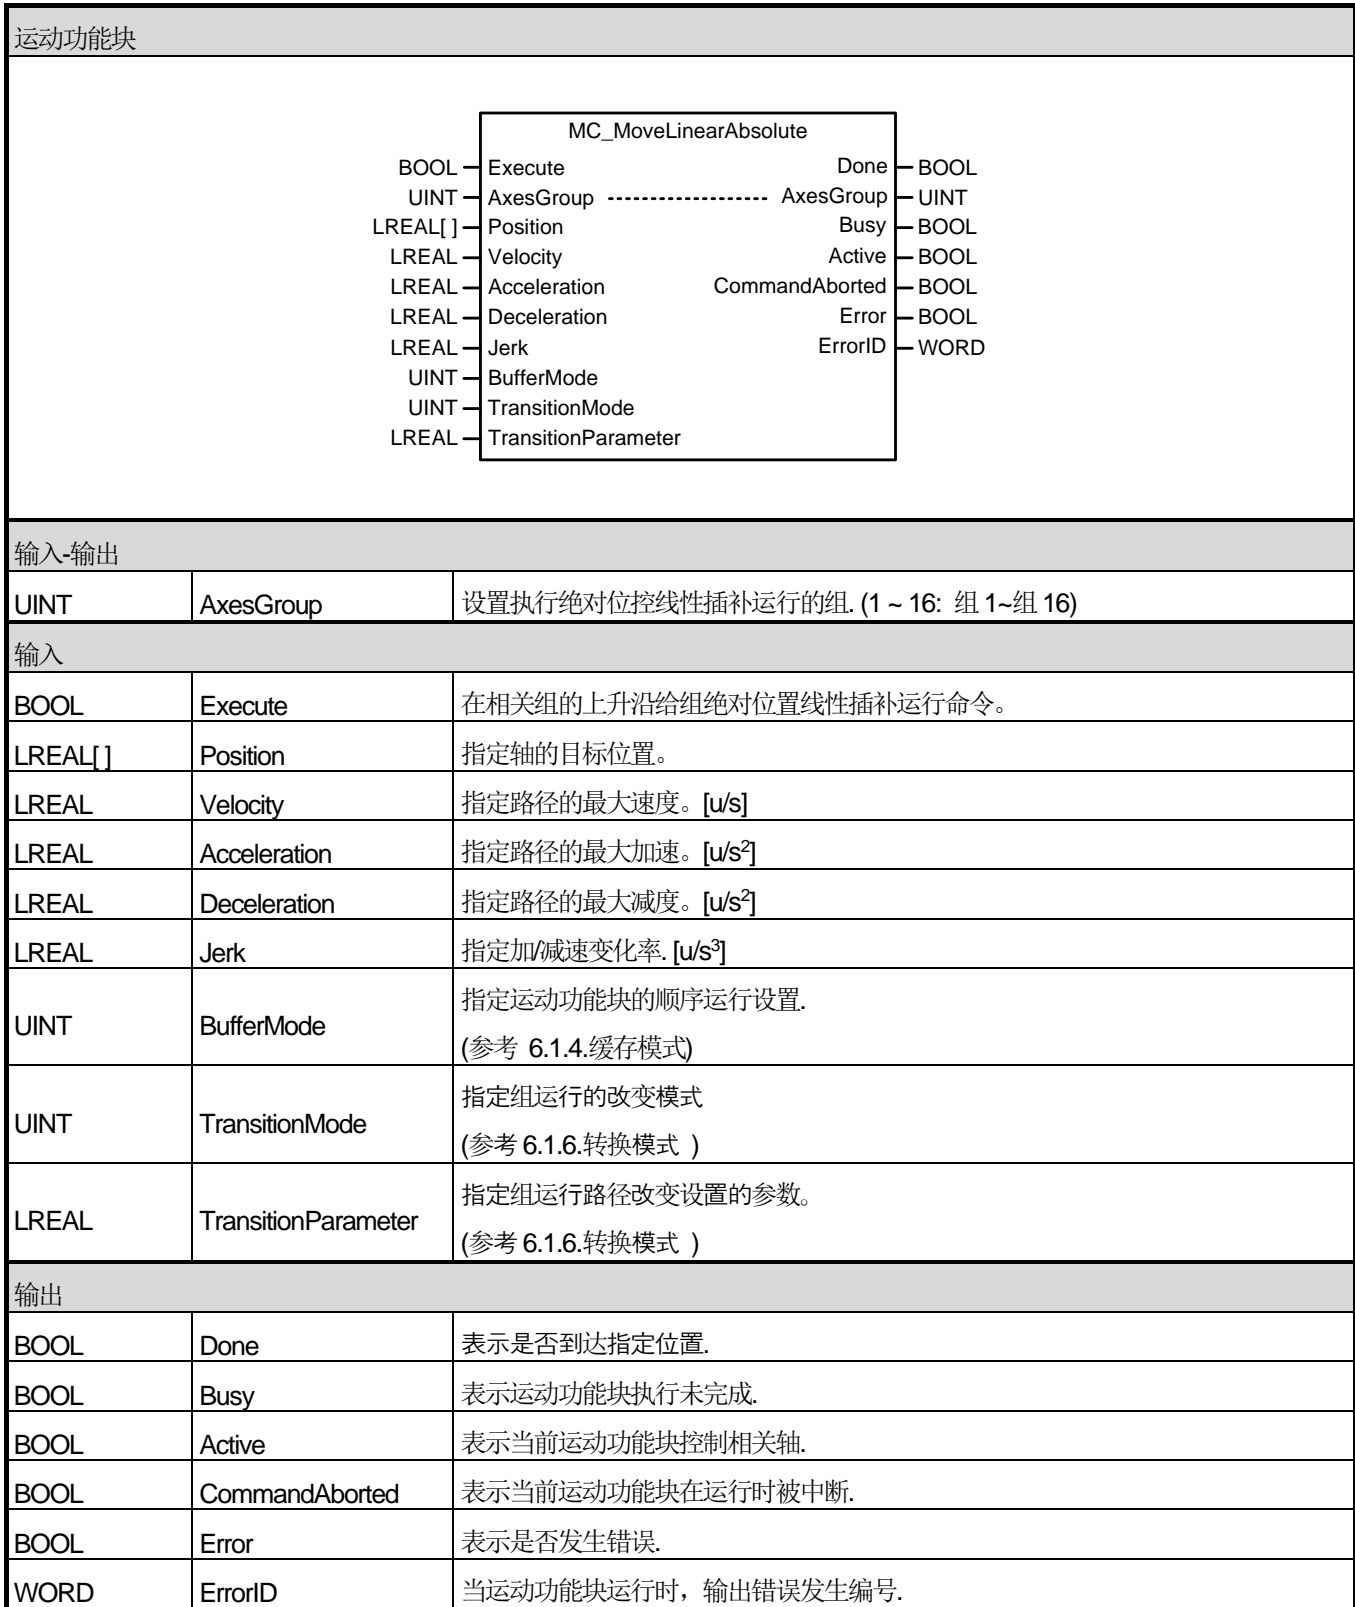 运动功能块
MC_MoveLinearAbsolute
BOOL Execute Done BOOL
UINT AxesGroup AxesGroup UINT
LREAL[ ] Position Busy BOOL
LREAL Velocity Active BOOL
LREAL Acceleration CommandAborted BOOL
LREAL Deceleration Error BOOL
LREAL Jerk ErrorID WORD
UINT BufferMode
UINT TransitionMode
LREAL TransitionParameter
输入-输出
UINT AxesGroup 设置执行绝对位控线性插补运行的组. (1 ~ 16: 组 1~组 16)
输入
BOOL Execute 在相关组的上升沿给组绝对位置线性插补运行命令。
LREAL[ ] Position 指定轴的目标位置。
LREAL Velocity 指定路径的最大速度。[u/s]
LREAL Acceleration 指定路径的最大加速。[u/s²]
LREAL Deceleration 指定路径的最大减度。[u/s²]
LREAL Jerk 指定加/减速变化率. [u/s³]
UINT BufferMode 指定运动功能块的顺序运行设置.
(参考 6.1.4.缓存模式)
UINT TransitionMode 指定组运行的改变模式
(参考 6.1.6.转换模式 )
LREAL TransitionParameter 指定组运行路径改变设置的参数。
(参考 6.1.6.转换模式 )
输出
BOOL Done 表示是否到达指定位置.
BOOL Busy 表示运动功能块执行未完成.
BOOL Active 表示当前运动功能块控制相关轴.
BOOL CommandAborted 表示当前运动功能块在运行时被中断.
BOOL Error 表示是否发生错误.
WORD ErrorID 当运动功能块运行时，输出错误发生编号.